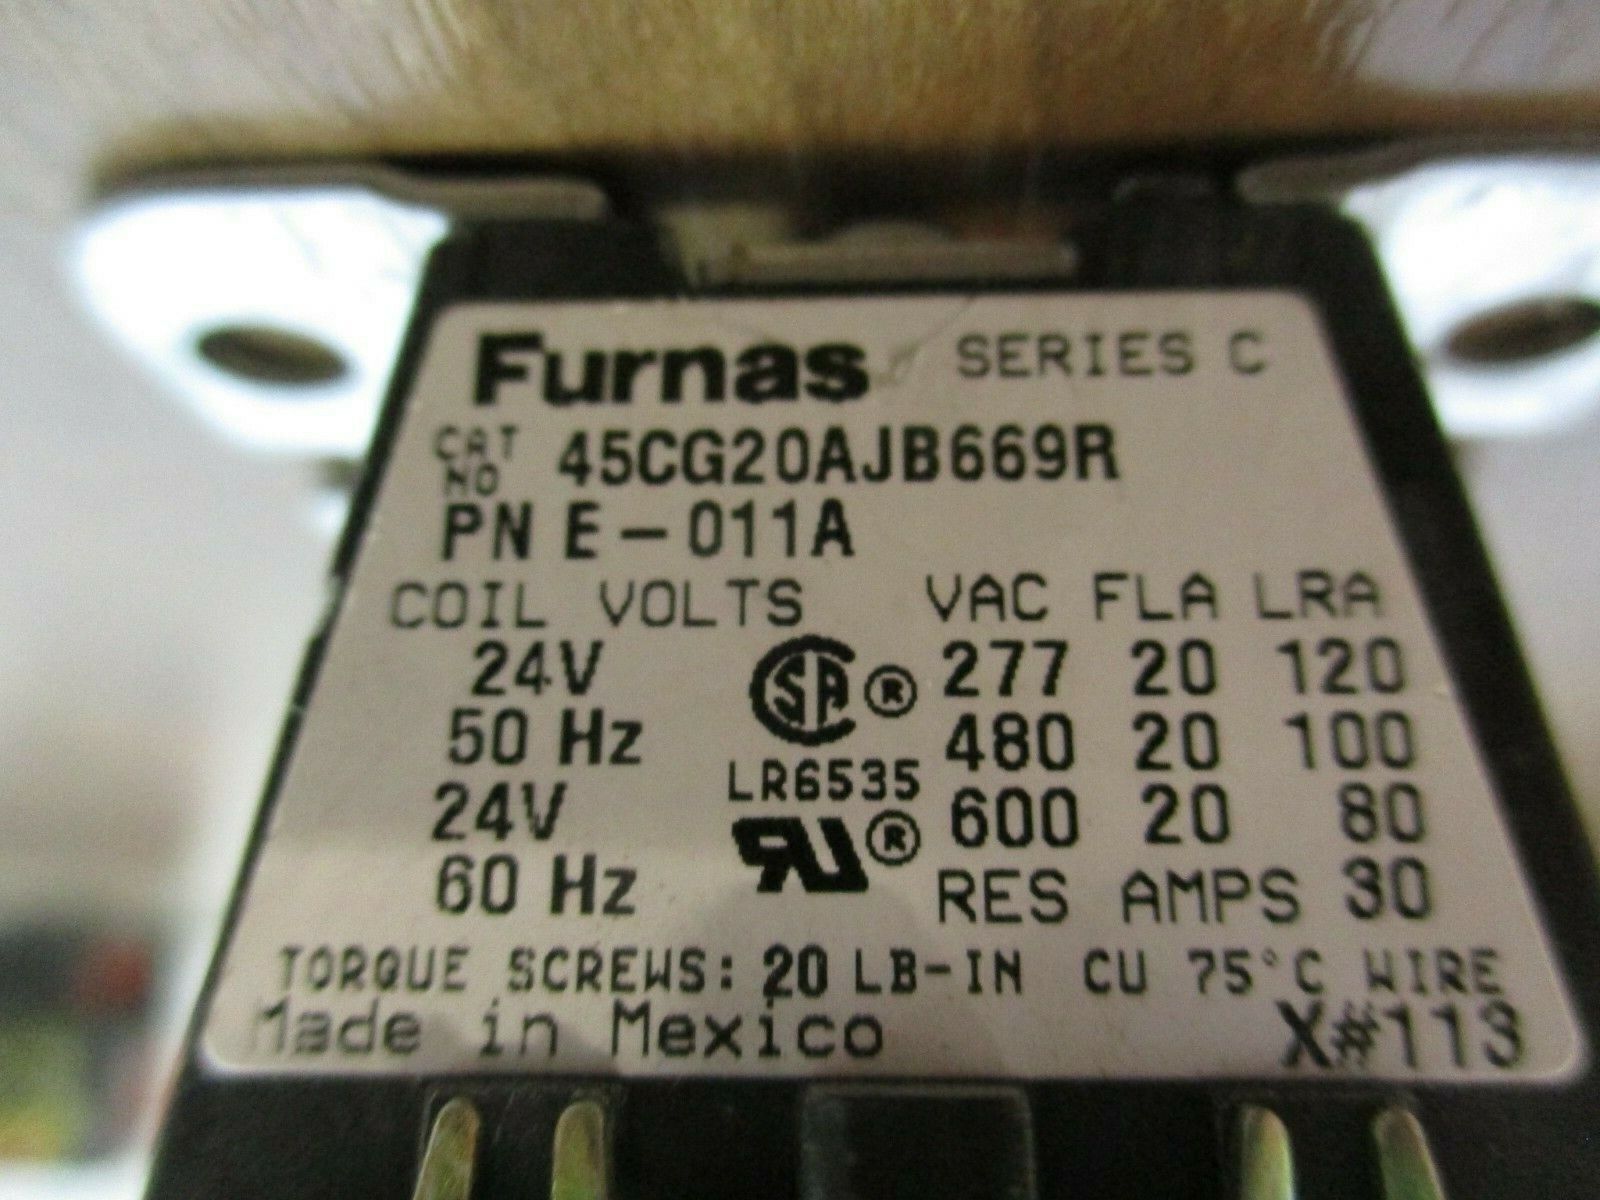 Furnas SERIES C
CAT NO 45CG20AJB669R
PN E-011A
COIL VOLTS VAC FLA LRA
24V SA ® 277 20 120
50 Hz 480 20 100
LR6535
24V RU ® 600 20 80
60 Hz RES AMPS 30
TORQUE SCREWS: 20 LB-IN CU 75°C WIRE
Made in Mexico X#113